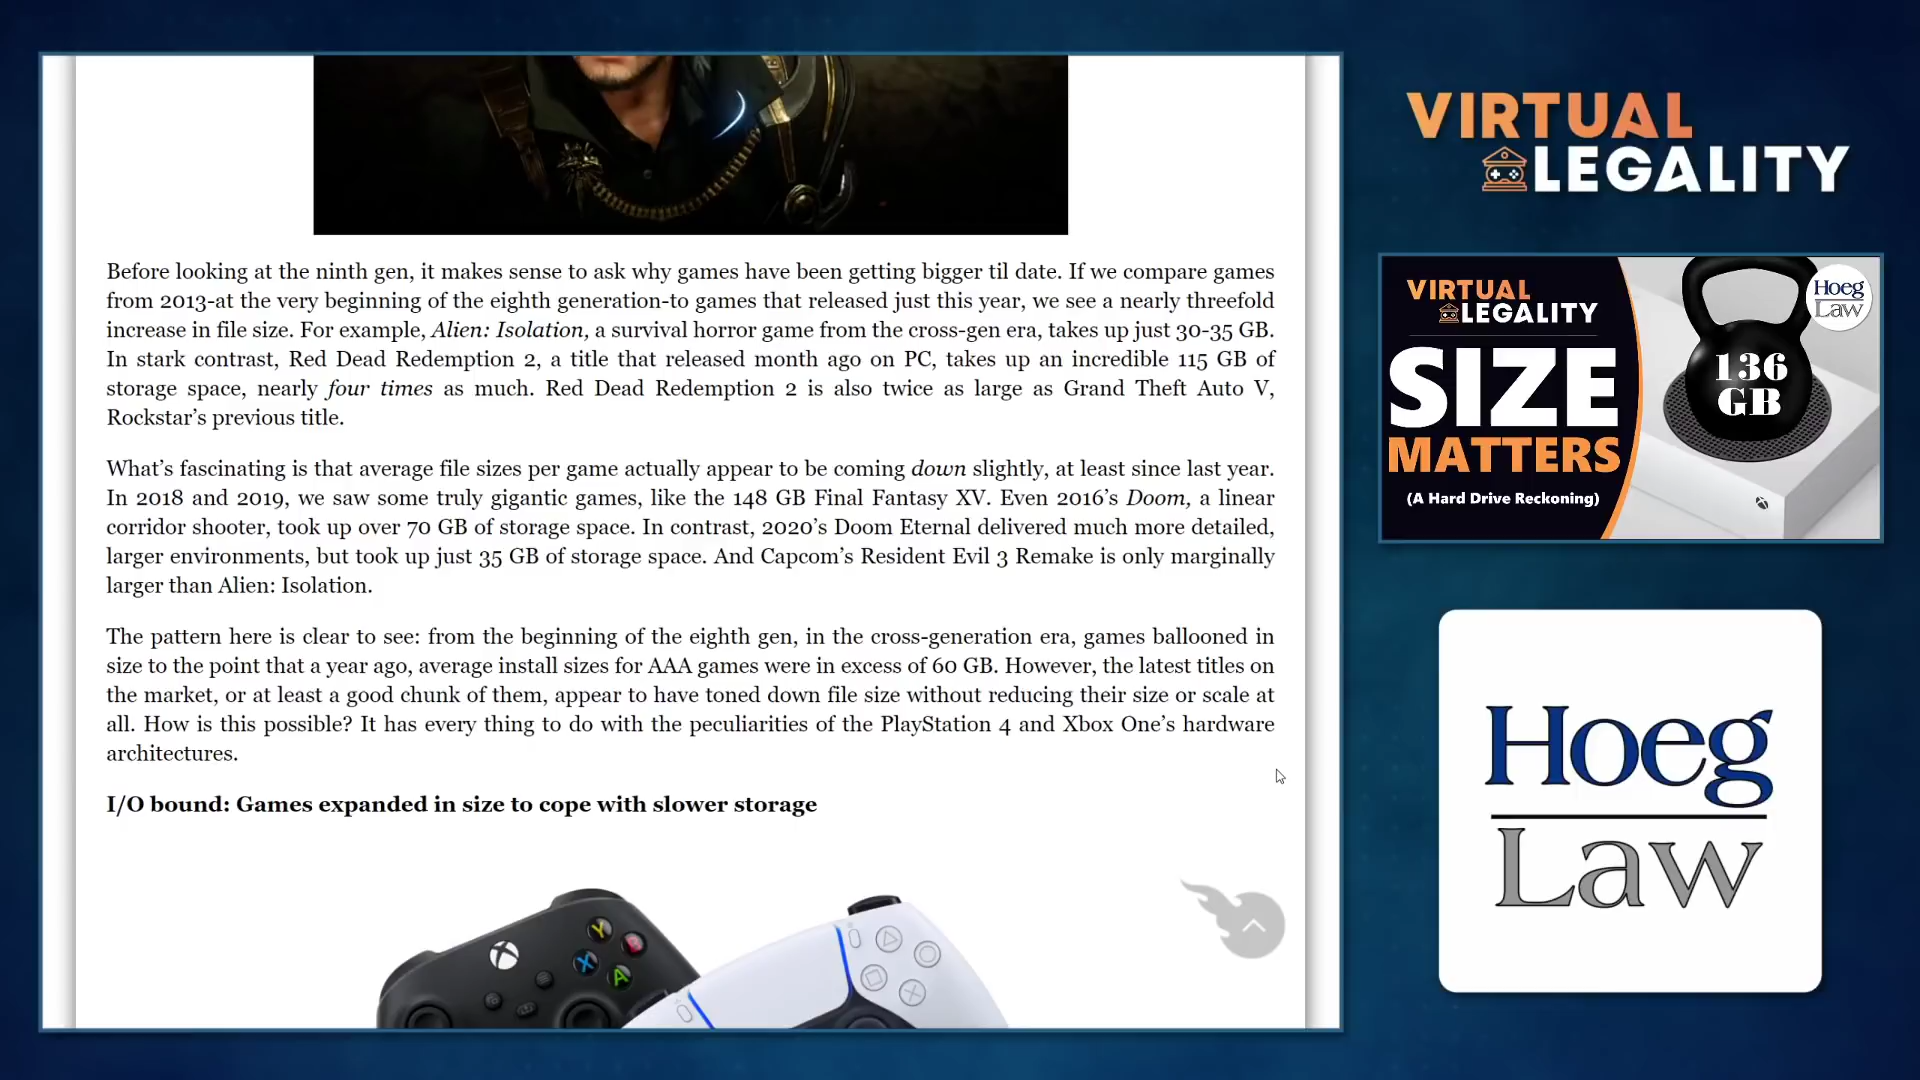 Before looking at the ninth gen, it makes sense to ask why games have been getting bigger til date. If we compare games
from 2013-at the very beginning of the eighth generation-to games that released just this year, we see a nearly threefold
increase in file size. For example, Alien: Isolation, a survival horror game from the cross-gen era, takes up just 30-35 GB.
In stark contrast, Red Dead Redemption 2, a title that released month ago on PC, takes up an incredible 115 GB of
storage space, nearly four times as much. Red Dead Redemption 2 is also twice as large as Grand Theft Auto V,
Rockstar's previous title.
What's fascinating is that average file sizes per game actually appear to be coming down slightly, at least since last year.
In 2018 and 2019, we saw some truly gigantic games, like the 148 GB Final Fantasy XV. Even 2016's Doom, a linear
corridor shooter, took up over 70 GB of storage space. In contrast, 2020's Doom Eternal delivered much more detailed,
larger environments, but took up just 35 GB of storage space. And Capcom's Resident Evil 3 Remake is only marginally
larger than Alien: Isolation.
The pattern here is clear to see: from the beginning of the eighth gen, in the cross-generation era, games ballooned in
size to the point that a year ago, average install sizes for AAA games were in excess of 60 GB. However, the latest titles on
the market, or at least a good chunk of them, appear to have toned down file size without reducing their size or scale at
all. How is this possible? It has every thing to do with the peculiarities of the PlayStation 4 and Xbox One's hardware
architectures.
I/O bound: Games expanded in size to cope with slower storage
Y
B
X
A
VIRTUAL
LEGALITY
VIRTUAL
LEGALITY
Hoeg
Law
SIZE
MATTERS
(A Hard Drive Reckoning)
136
GB
Hoeg
Law